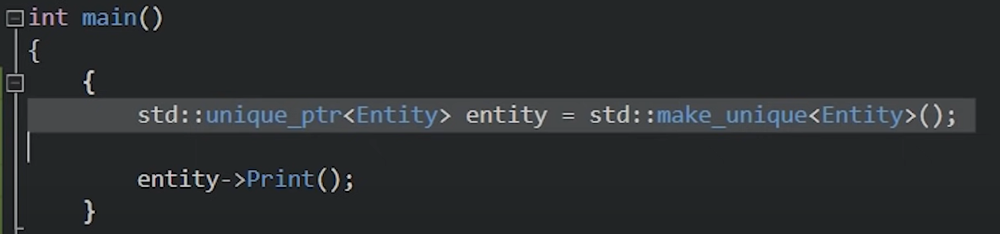 int main()
{
{
std::unique_ptr<Entity> entity = std::make_unique<Entity>();
entity->Print();
}